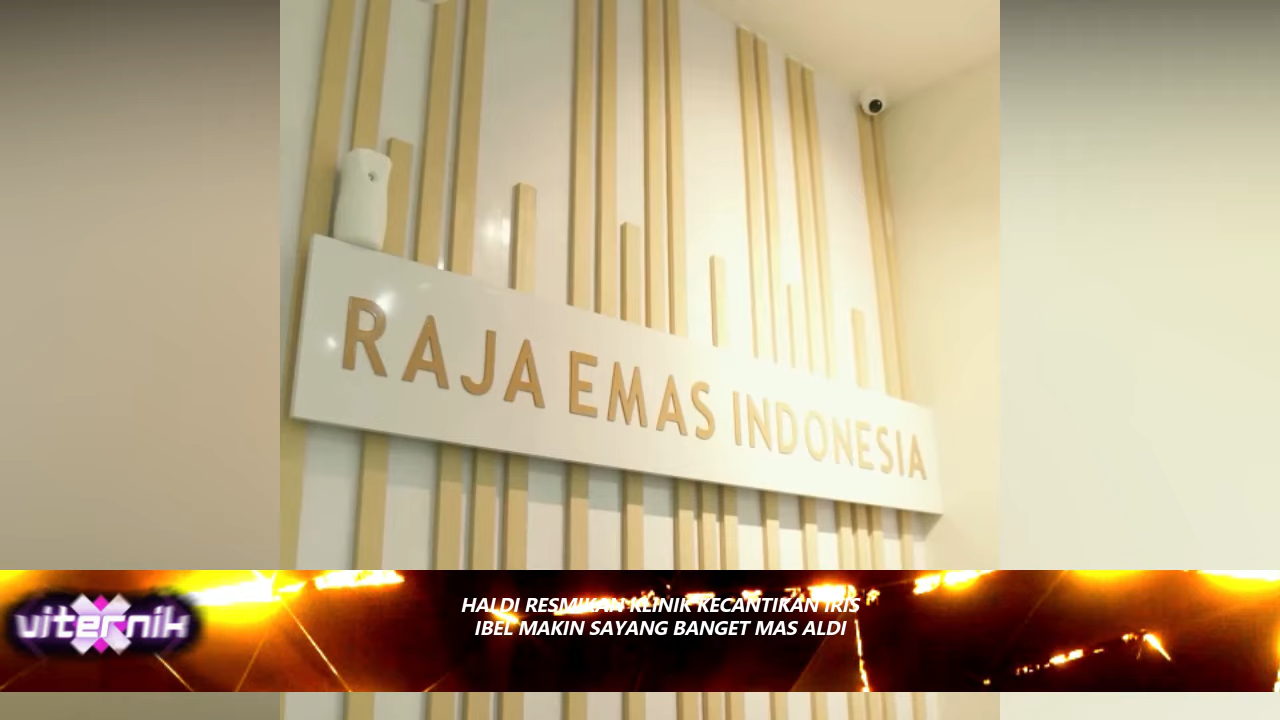 RAJA EMAS INDONESIA
viternik
HALDI RESMIKAN KLINIK KECANTIKAN IRIS
IBEL MAKIN SAYANG BANGET MAS ALDI